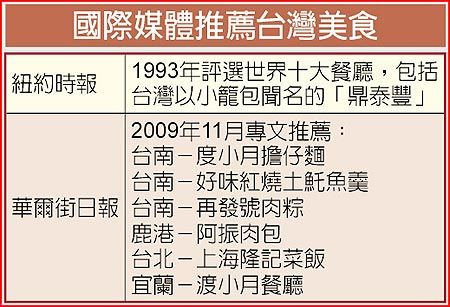 國際媒體推薦台灣美食
紐約時報
1993年評選世界十大餐廳，包括
台灣以小籠包聞名的「鼎泰豐」
華爾街日報
2009年11月專文推薦：
台南－度小月擔仔麵
台南－好味紅燒土魠魚羹
台南－再發號肉粽
鹿港－阿振肉包
台北－上海隆記菜飯
宜蘭－渡小月餐廳